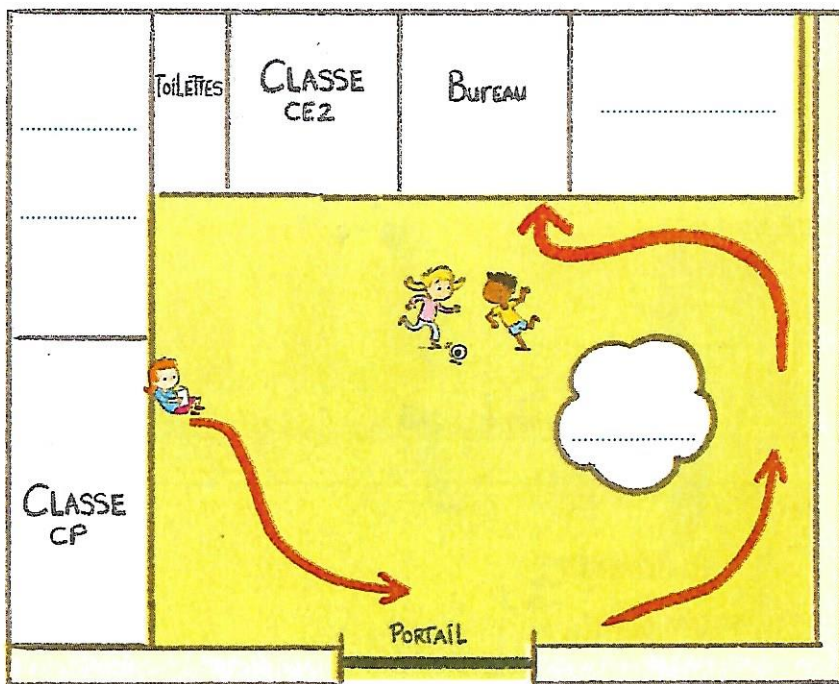 TOILETTES
CLASSE
CE2
BUREAU
CLASSE
CP
PORTAIL